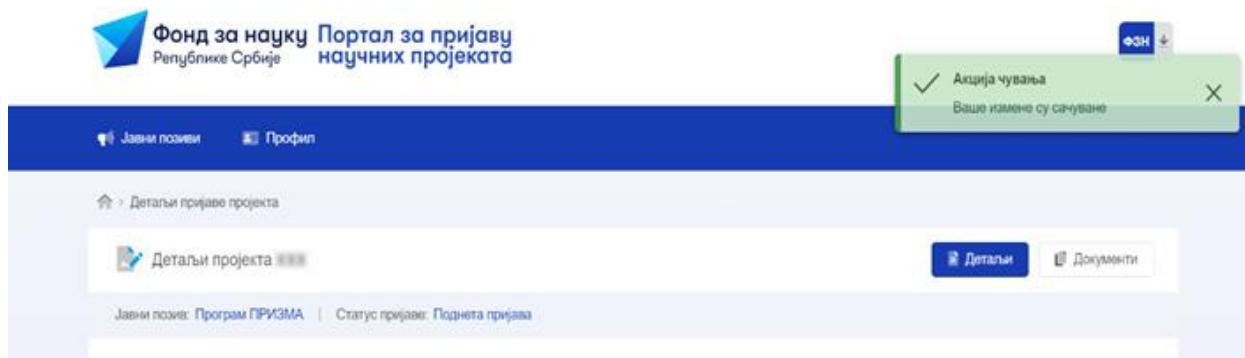 Фонд за науку
Републике Србије
Портал за пријаву
научних пројеката
ФЗН
Акција чувања
Ваше измене су сачуване
Јавни позиви
Профил
Детаљи пријаве пројекта
Детаљи пројекта
Детаљи
Документи
Јавни позив: Програм ПРИЗМА | Статус пријаве: Поднета пријава